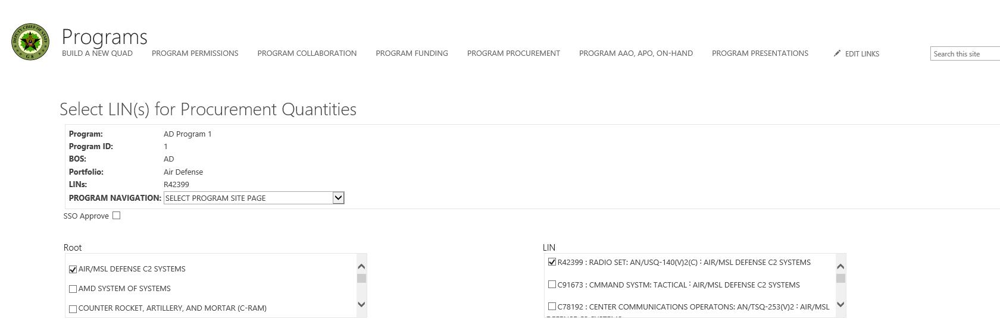 DEPUTY CHIEF OF STAFF
G 8
Programs
BUILD A NEW QUAD PROGRAM PERMISSIONS PROGRAM COLLABORATION PROGRAM FUNDING PROGRAM PROCUREMENT PROGRAM AAO, APO, ON-HAND PROGRAM PRESENTATIONS EDIT LINKS Search this site
Select LIN(s) for Procurement Quantities
Program: AD Program 1
Program ID: 1
BOS: AD
Portfolio: Air Defense
LINs: R42399
PROGRAM NAVIGATION: SELECT PROGRAM SITE PAGE
SSO Approve
Root
AIR/MSL DEFENSE C2 SYSTEMS
AMD SYSTEM OF SYSTEMS
COUNTER ROCKET, ARTILLERY, AND MORTAR (C-RAM)
LIN
R42399 : RADIO SET: AN/USQ-140(V)2(C) : AIR/MSL DEFENSE C2 SYSTEMS
C91673 : CMMAND SYSTM: TACTICAL : AIR/MSL DEFENSE C2 SYSTEMS
C78192 : CENTER COMMUNICATIONS OPERATONS: AN/TSQ-253(V)2 : AIR/MSL